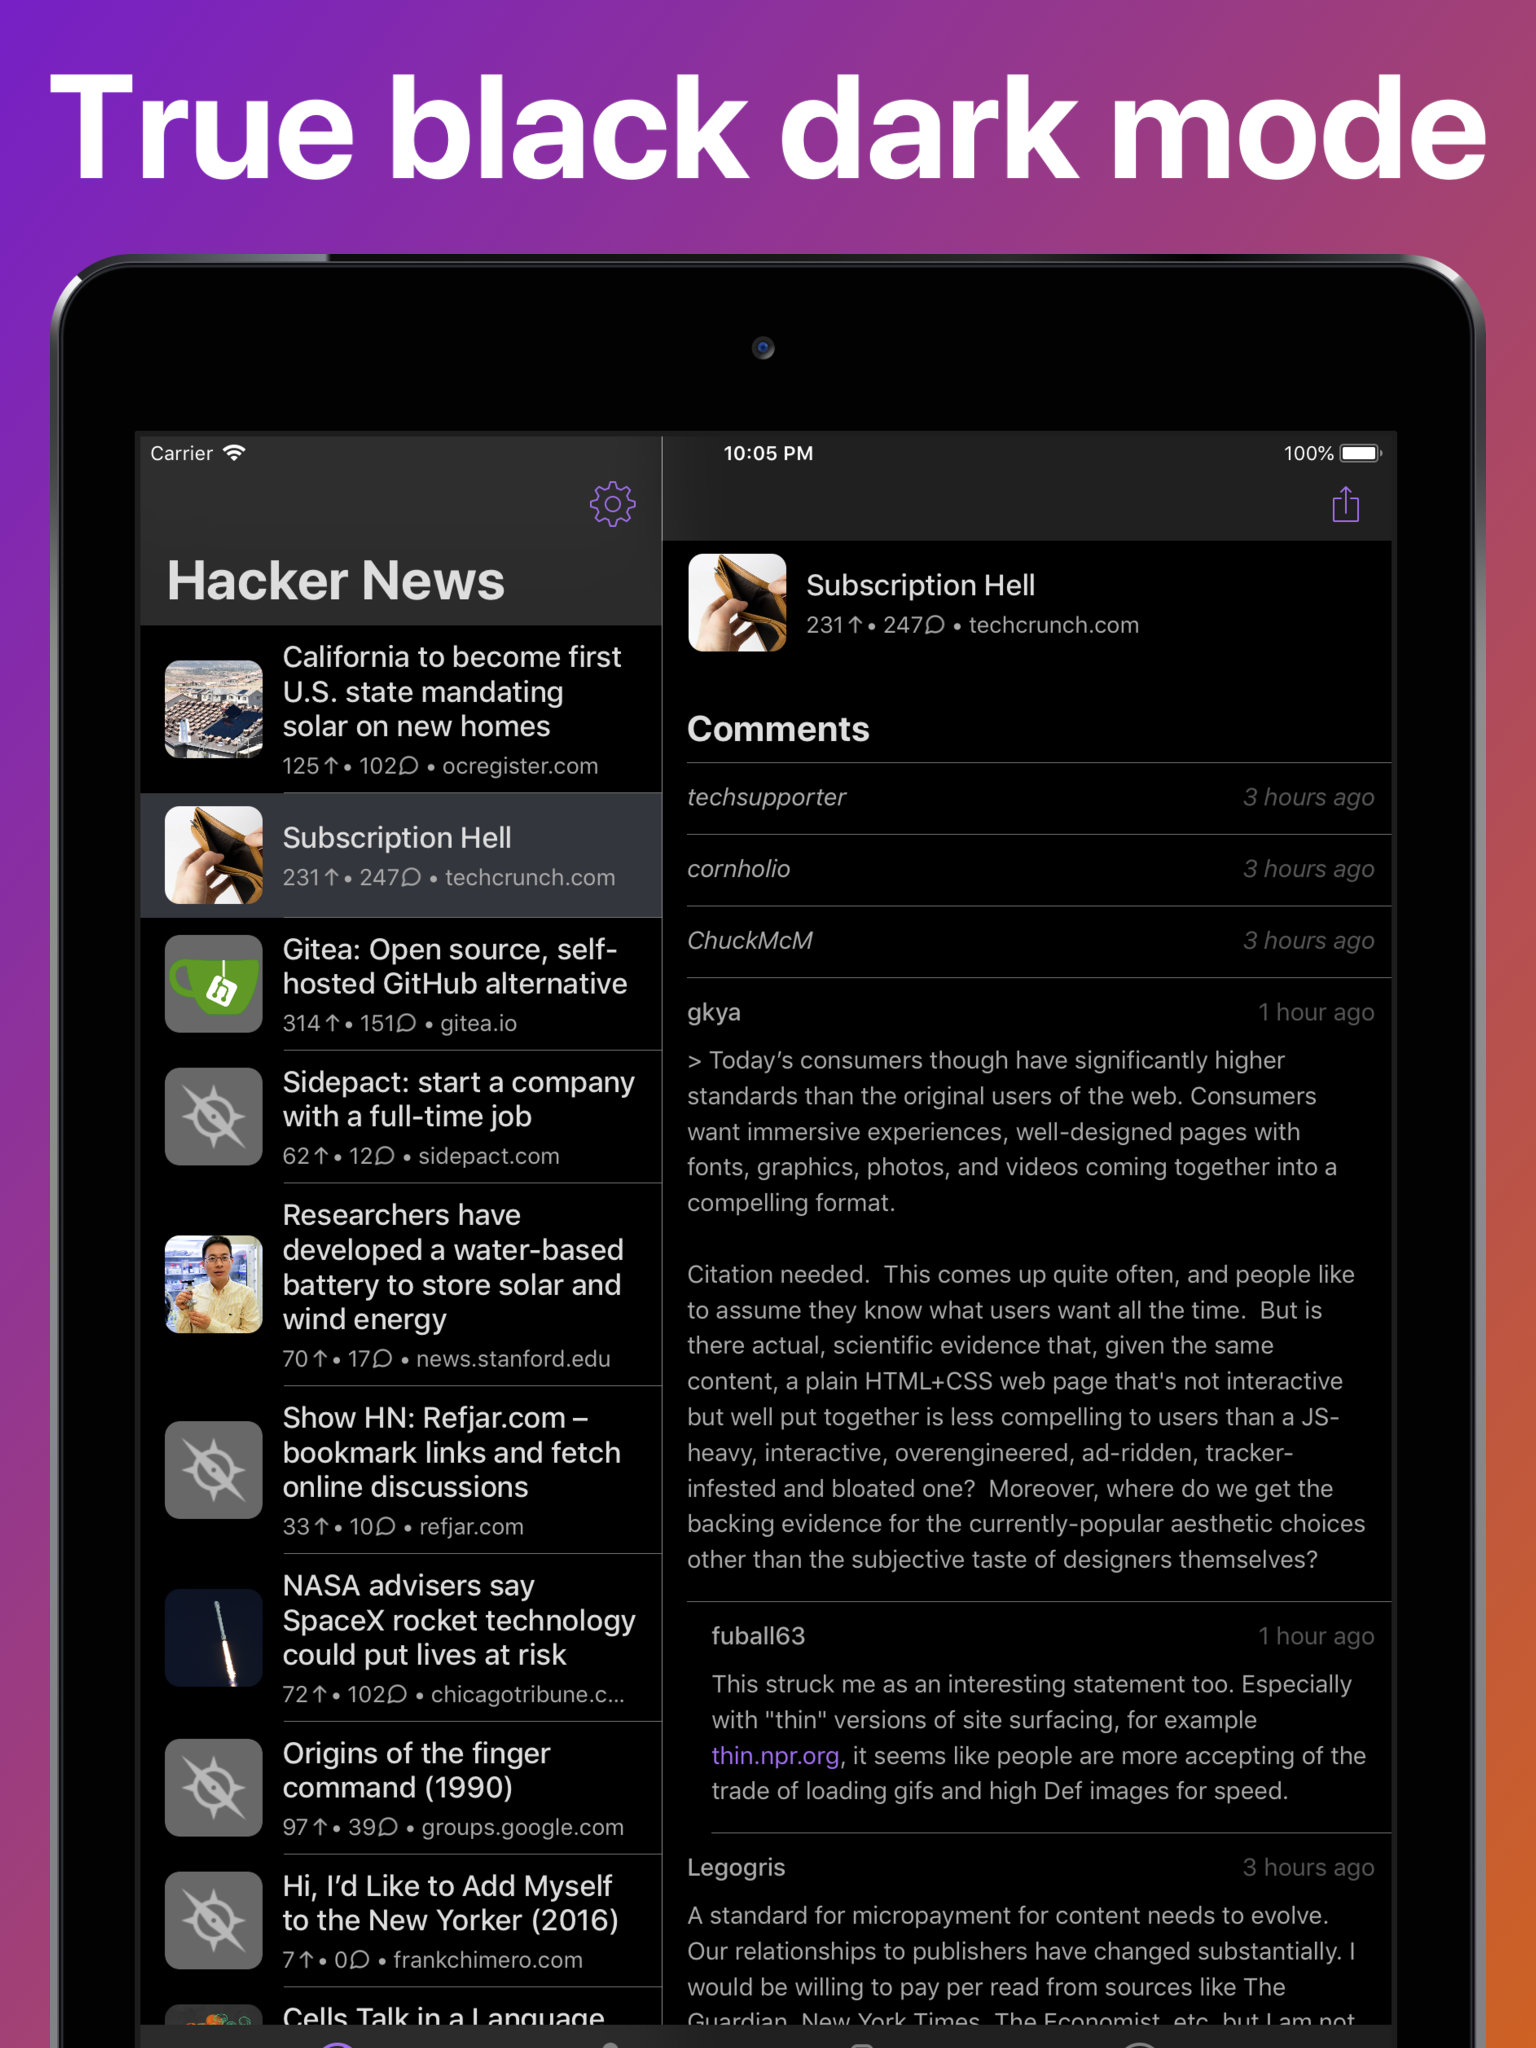 True black dark mode
Carrier
10:05 PM
100%
Hacker News
California to become first
U.S. state mandating
solar on new homes
125↑ • 102 • ocregister.com
Subscription Hell
231↑ • 247 • techcrunch.com
Gitea: Open source, self-
hosted GitHub alternative
314↑ • 151 • gitea.io
Sidepact: start a company
with a full-time job
62↑ • 12 • sidepact.com
Researchers have
developed a water-based
battery to store solar and
wind energy
70↑ • 17 • news.stanford.edu
Show HN: Refjar.com –
bookmark links and fetch
online discussions
33↑ • 10 • refjar.com
NASA advisers say
SpaceX rocket technology
could put lives at risk
72↑ • 102 • chicagotribune.c...
Origins of the finger
command (1990)
97↑ • 39 • groups.google.com
Hi, I’d Like to Add Myself
to the New Yorker (2016)
7↑ • 0 • frankchimero.com
Cells Talk in a Language
Subscription Hell
231↑ • 247 • techcrunch.com
Comments
techsupporter 3 hours ago
cornholio 3 hours ago
ChuckMcM 3 hours ago
gkya 1 hour ago
> Today’s consumers though have significantly higher
standards than the original users of the web. Consumers
want immersive experiences, well-designed pages with
fonts, graphics, photos, and videos coming together into a
compelling format.
Citation needed.  This comes up quite often, and people like
to assume they know what users want all the time.  But is
there actual, scientific evidence that, given the same
content, a plain HTML+CSS web page that's not interactive
but well put together is less compelling to users than a JS-
heavy, interactive, overengineered, ad-ridden, tracker-
infested and bloated one?  Moreover, where do we get the
backing evidence for the currently-popular aesthetic choices
other than the subjective taste of designers themselves?
fuball63 1 hour ago
This struck me as an interesting statement too. Especially
with "thin" versions of site surfacing, for example
thin.npr.org, it seems like people are more accepting of the
trade of loading gifs and high Def images for speed.
Legogris 3 hours ago
A standard for micropayment for content needs to evolve.
Our relationships to publishers have changed substantially. I
would be willing to pay per read from sources like The
Guardian, New York Times, The Economist, etc, but I am not